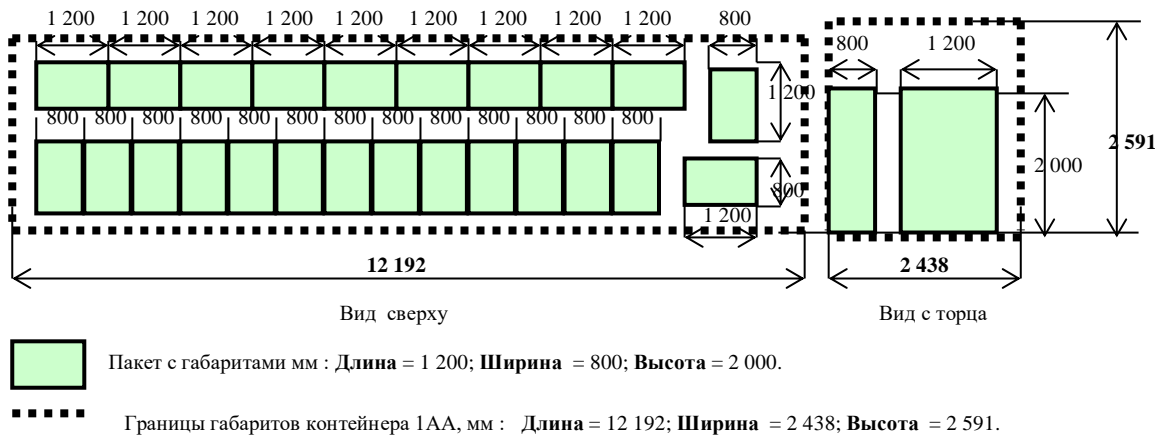 1 200 1 200 1 200 1 200 1 200 1 200 1 200 1 200 1 200 800
800 1 200
1 200
800 800 800 800 800 800 800 800 800 800 800 800 800
2 591
2 000
800
1 200
12 192 2 438
Вид сверху Вид с торца
Пакет с габаритами мм : Длина = 1 200; Ширина = 800; Высота = 2 000.
Границы габаритов контейнера 1АА, мм : Длина = 12 192; Ширина = 2 438; Высота = 2 591.